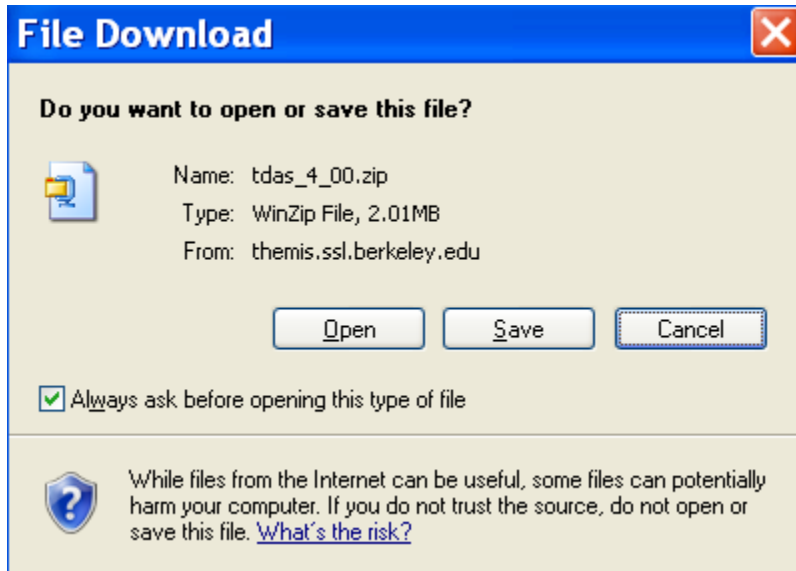 File Download
Do you want to open or save this file?
Name: tdas_4_00.zip
Type: WinZip File, 2.01MB
From: themis.ssl.berkeley.edu
Open Save Cancel
Always ask before opening this type of file
While files from the Internet can be useful, some files can potentially
harm your computer. If you do not trust the source, do not open or
save this file. What's the risk?